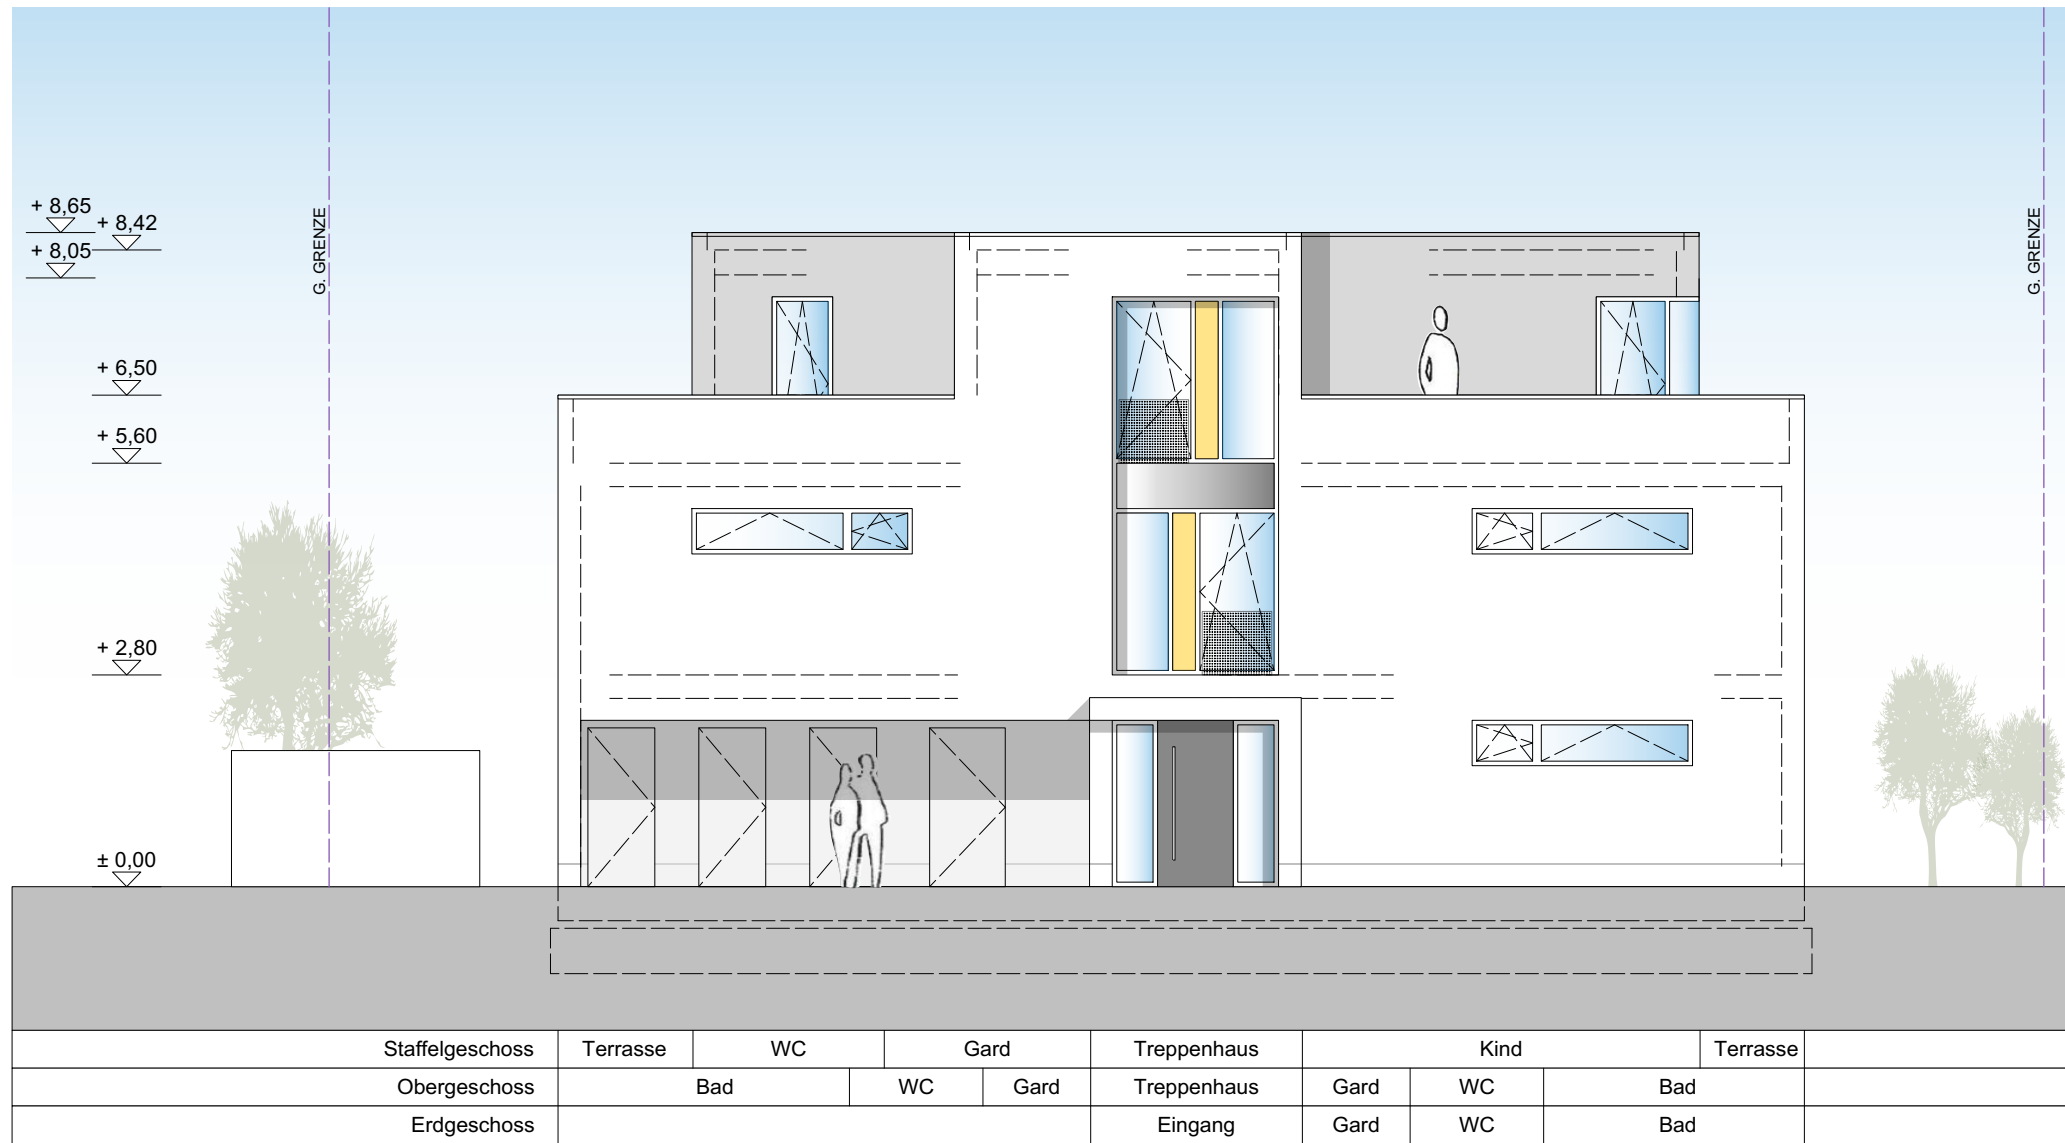 + 8,65
+ 8,42
+ 8,05
G. GRENZE
G. GRENZE
+ 6,50
+ 5,60
+ 2,80
± 0,00
Staffelgeschoss Terrasse WC Gard Treppenhaus Kind Terrasse
Obergeschoss Bad WC Gard Treppenhaus Gard WC Bad
Erdgeschoss Eingang Gard WC Bad